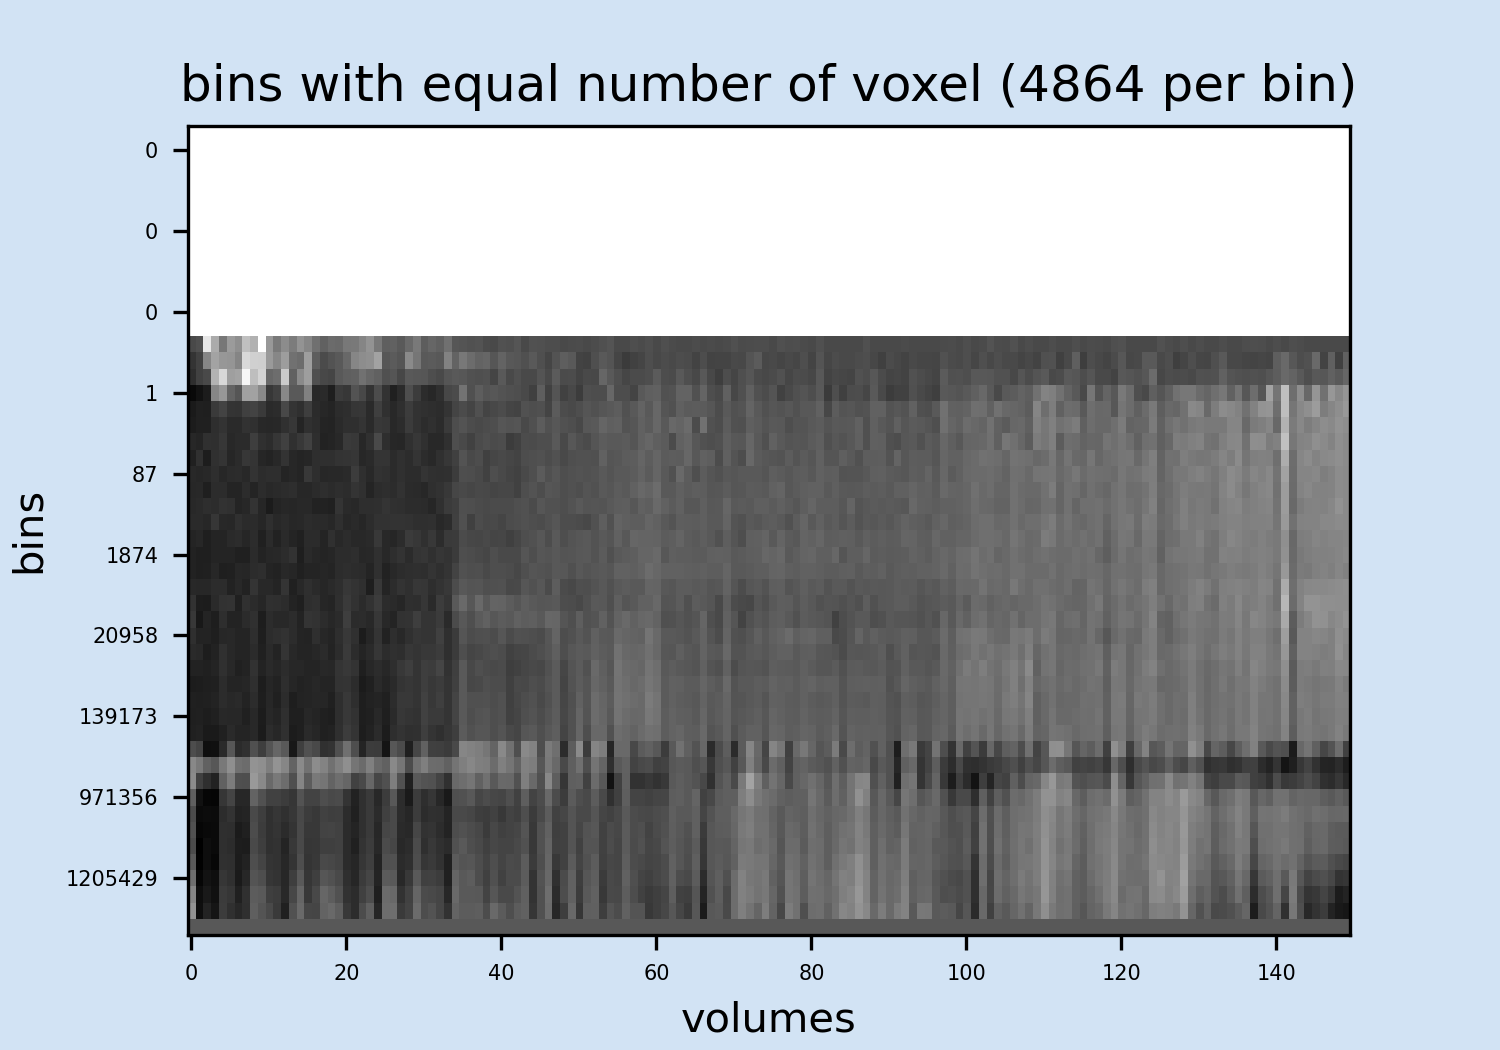 bins with equal number of voxel (4864 per bin)
0
0
0
1
87
1874
20958
139173
971356
1205429
bins
0 20 40 60 80 100 120 140
volumes